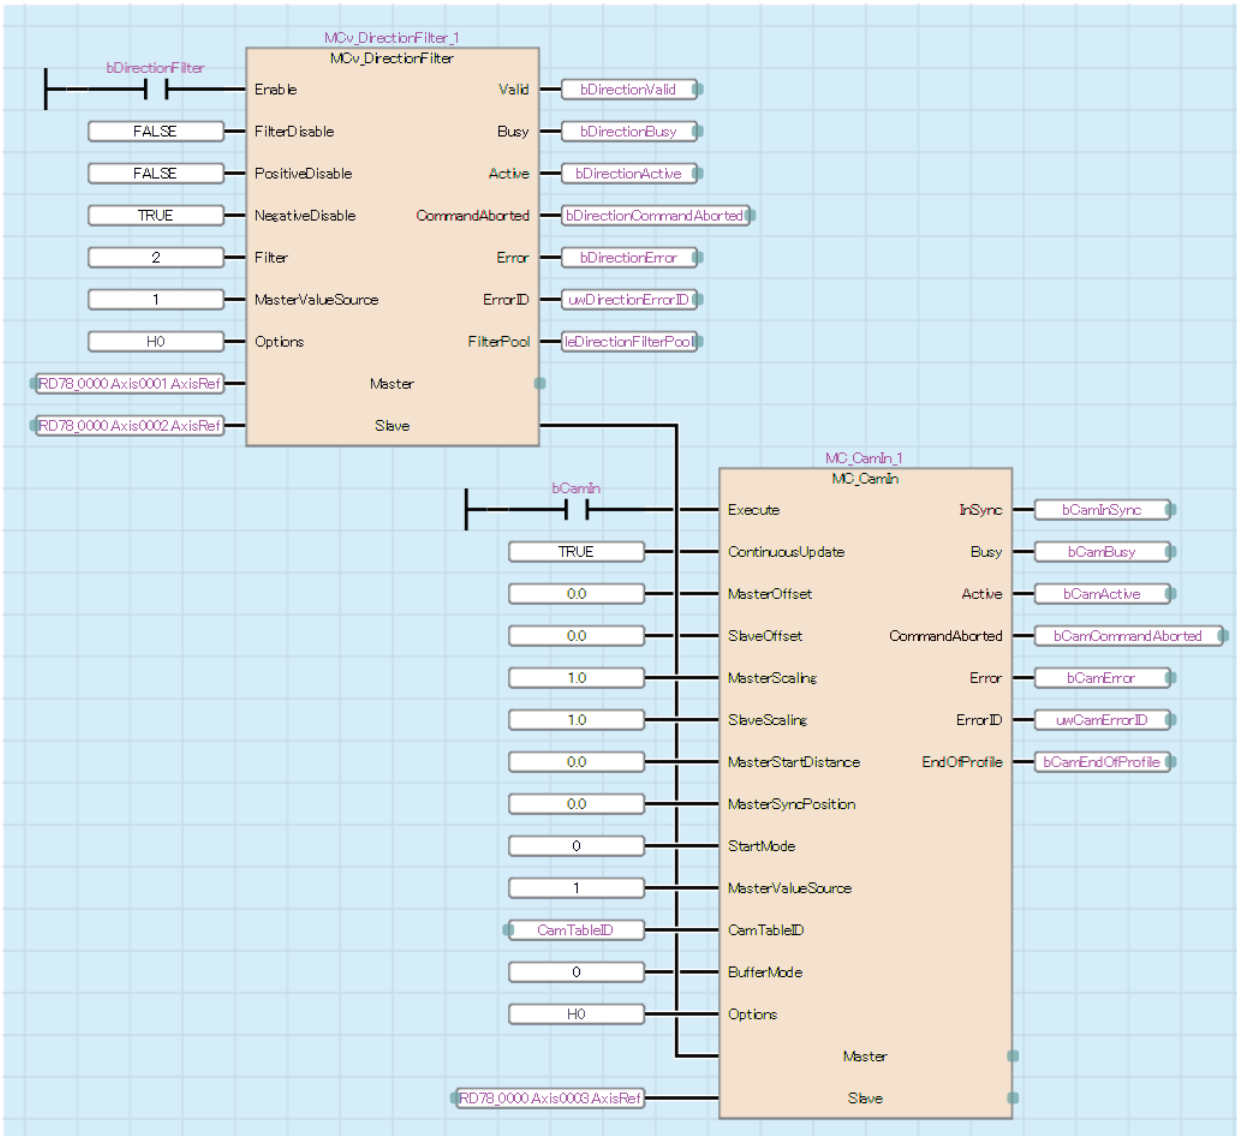 MCv_DirectionFilter_1
MCv_DirectionFilter
bDirectionFilter
Enable Valid bDirectionValid
FALSE FilterDisable Busy bDirectionBusy
FALSE PositiveDisable Active bDirectionActive
TRUE NegativeDisable CommandAborted bDirectionCommandAborted
2 Filter Error bDirectionError
1 MasterValueSource ErrorID uwDirectionErrorID
H0 Options FilterPool leDirectionFilterPool
RD78_0000.Axis0001.AxisRef Master
RD78_0000.Axis0002.AxisRef Slave
MC_CamIn_1
MC_CamIn
bCamIn
Execute InSync bCamInSync
TRUE ContinuousUpdate Busy bCamBusy
0.0 MasterOffset Active bCamActive
0.0 SlaveOffset CommandAborted bCamCommandAborted
1.0 MasterScaling Error bCamError
1.0 SlaveScaling ErrorID uwCamErrorID
0.0 MasterStartDistance EndOfProfile bCamEndOfProfile
0.0 MasterSyncPosition
0 StartMode
1 MasterValueSource
CamTableID CamTableID
0 BufferMode
H0 Options
Master
RD78_0000.Axis0003.AxisRef Slave